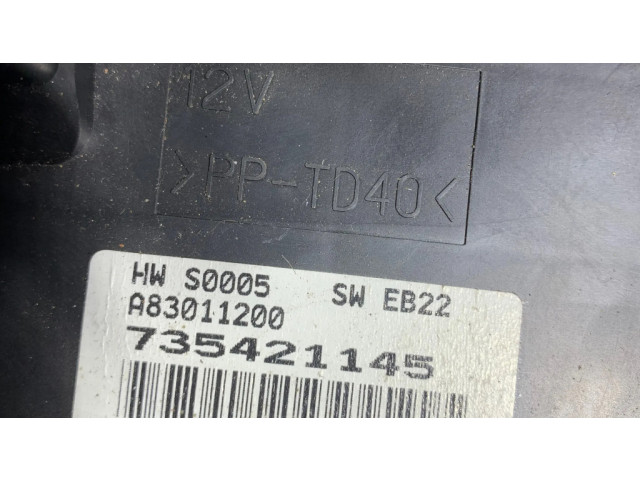 12V
>PP-TD40<
HW S0005 SW EB22
A83011200
735421145